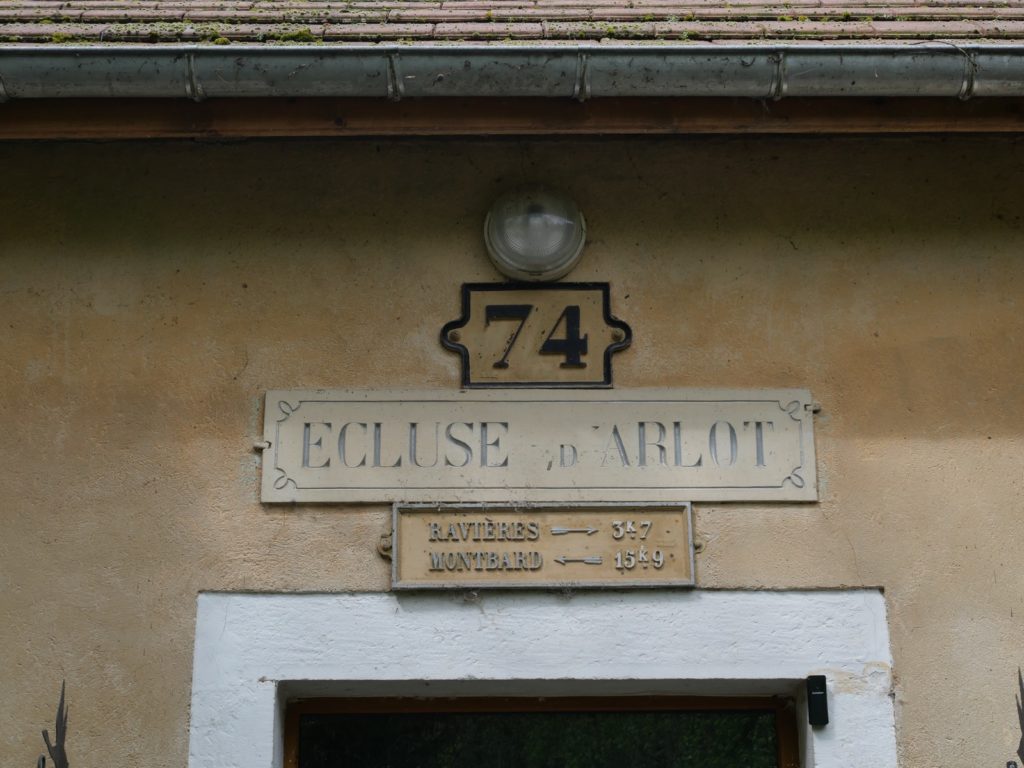 74
ECLUSE D'ARLOT
RAVIÈRES → 3K7
MONTBARD ← 15K9